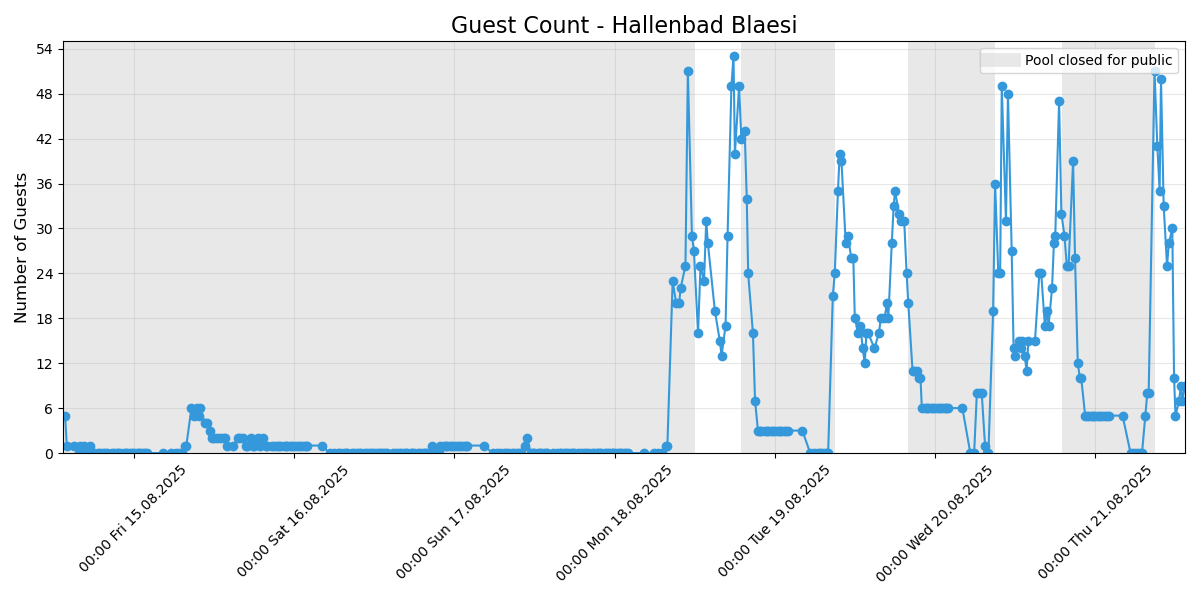 Guest Count - Hallenbad Blaesi
Pool closed for public
Number of Guests
54
48
42
36
30
24
18
12
6
0
00:00 Fri 15.08.2025
00:00 Sat 16.08.2025
00:00 Sun 17.08.2025
00:00 Mon 18.08.2025
00:00 Tue 19.08.2025
00:00 Wed 20.08.2025
00:00 Thu 21.08.2025